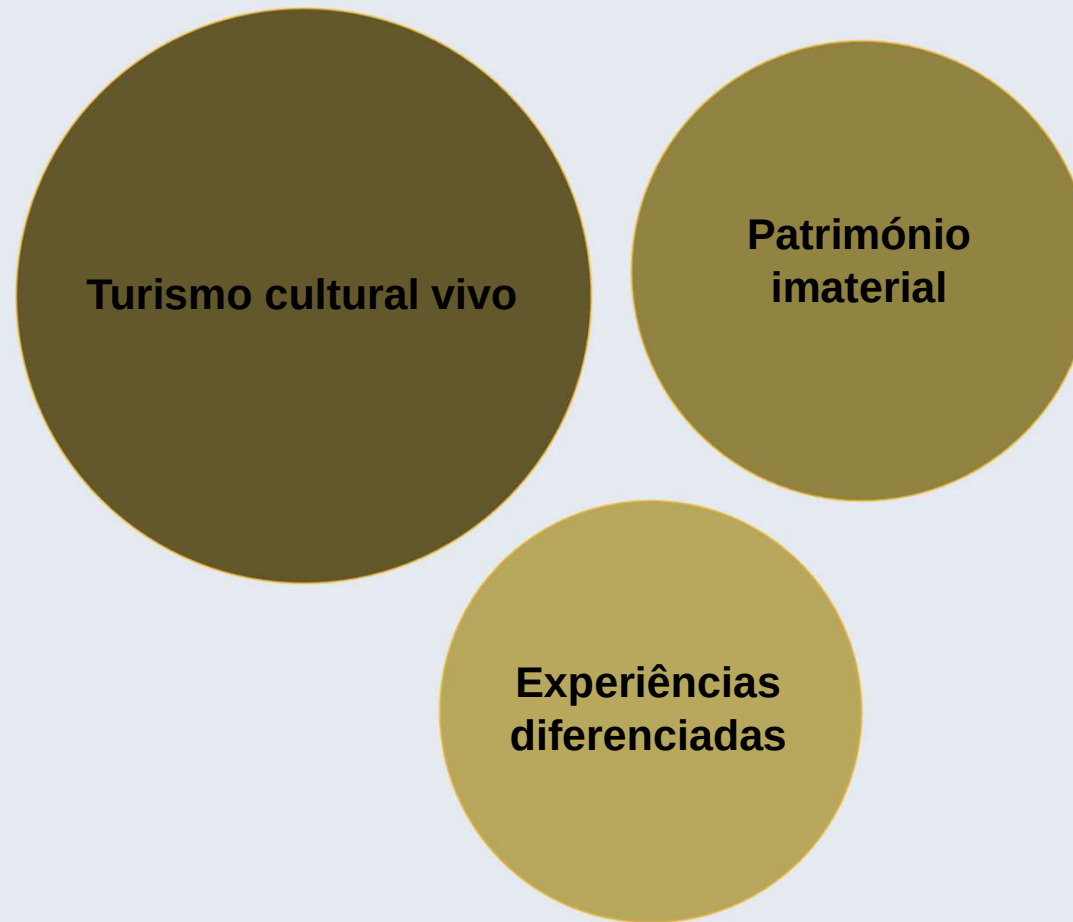 Turismo cultural vivo
Património
imaterial
Experiências
diferenciadas